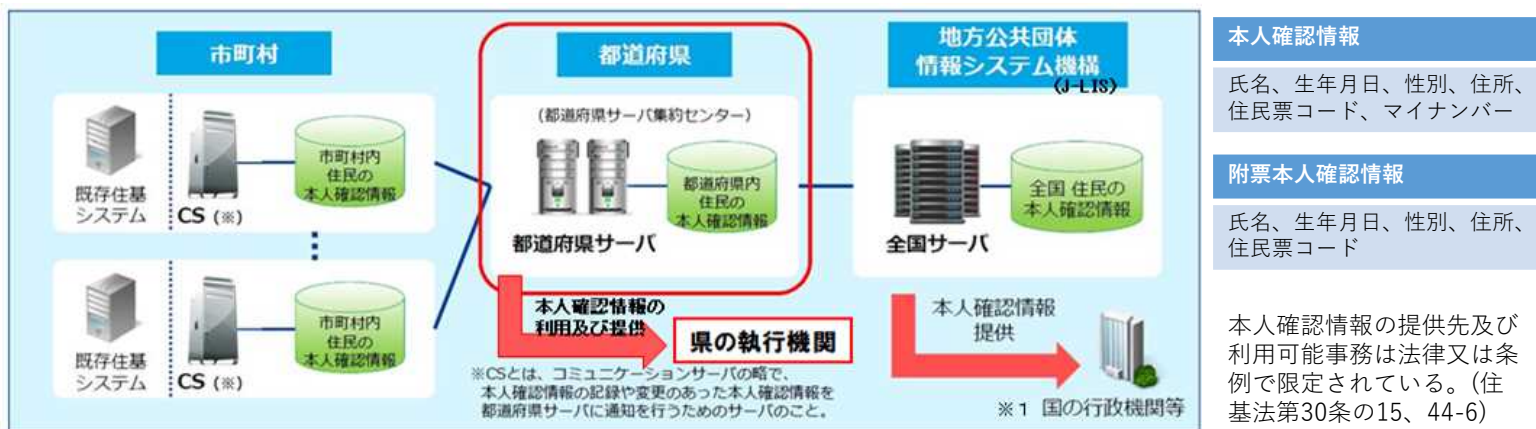 市町村
既存住基
システム
CS (※)
市町村内
住民の
本人確認情報
既存住基
システム
CS (※)
市町村内
住民の
本人確認情報
都道府県
(都道府県サーバ集約センター)
都道府県内
住民の
本人確認情報
都道府県サーバ
本人確認情報の
利用及び提供
県の執行機関
※CSとは、コミュニケーションサーバの略で、
本人確認情報の記録や変更のあった本人確認情報を
都道府県サーバに通知を行うためのサーバのこと。
地方公共団体
情報システム機構
(J-LIS)
全国 住民の
本人確認情報
全国サーバ
本人確認情報
提供
※1 国の行政機関等
本人確認情報
氏名、生年月日、性別、住所、
住民票コード、マイナンバー
附票本人確認情報
氏名、生年月日、性別、住所、
住民票コード
本人確認情報の提供先及び
利用可能事務は法律又は条
例で限定されている。(住
基法第30条の15、44-6)